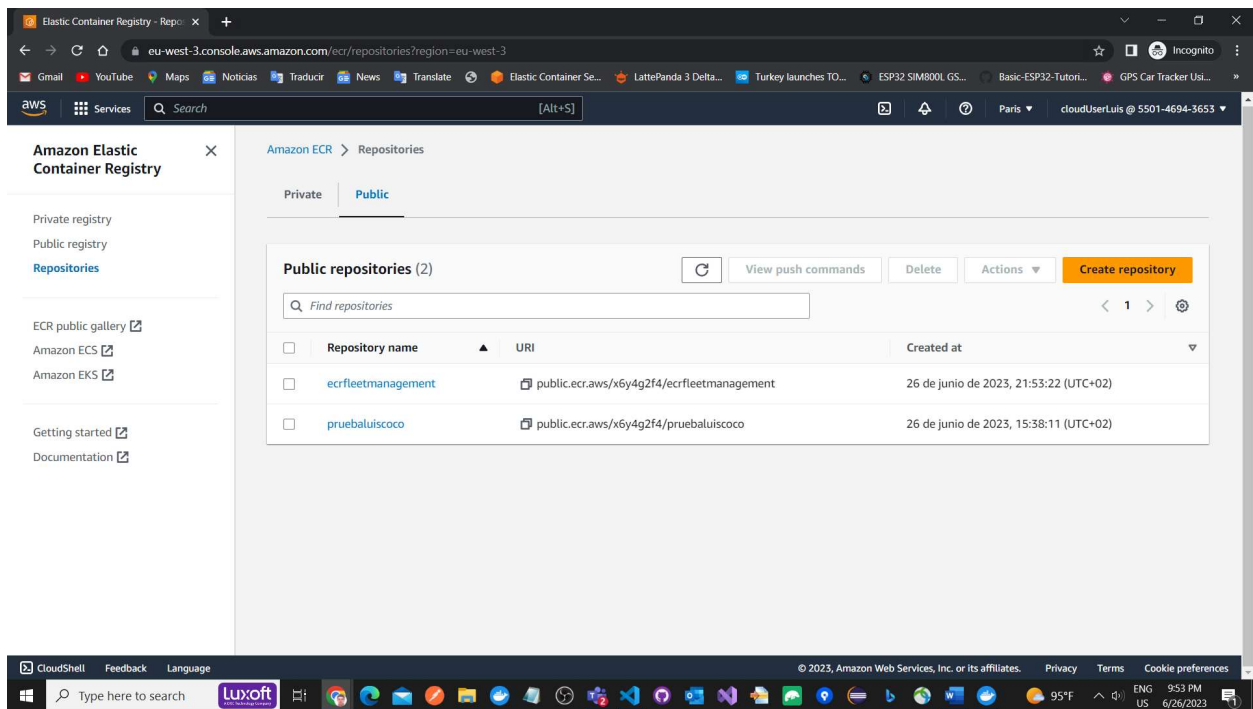 Elastic Container Registry - Repo
eu-west-3.console.aws.amazon.com/ecr/repositories?region=eu-west-3
Incognito
Gmail YouTube Maps Noticias Traducir News Translate Elastic Container Se... LattePanda 3 Delta... Turkey launches TO... ESP32 SIM800L GS... Basic-ESP32-Tutori... GPS Car Tracker Usi... »
aws Services Search [Alt+S] Paris cloudUserLuis @ 5501-4694-3653
Amazon Elastic
Container Registry
Private registry
Public registry
Repositories
ECR public gallery
Amazon ECS
Amazon EKS
Getting started
Documentation
Amazon ECR > Repositories
Private Public
Public repositories (2) View push commands Delete Actions Create repository
Find repositories
< 1 >
Repository name URI Created at
ecrfleetmanagement public.ecr.aws/x6y4g2f4/ecrfleetmanagement 26 de junio de 2023, 21:53:22 (UTC+02)
pruebaluiscoco public.ecr.aws/x6y4g2f4/pruebaluiscoco 26 de junio de 2023, 15:38:11 (UTC+02)
CloudShell Feedback Language © 2023, Amazon Web Services, Inc. or its affiliates. Privacy Terms Cookie preferences
Type here to search
Luxoft
95°F
ENG
US
9:53 PM
6/26/2023